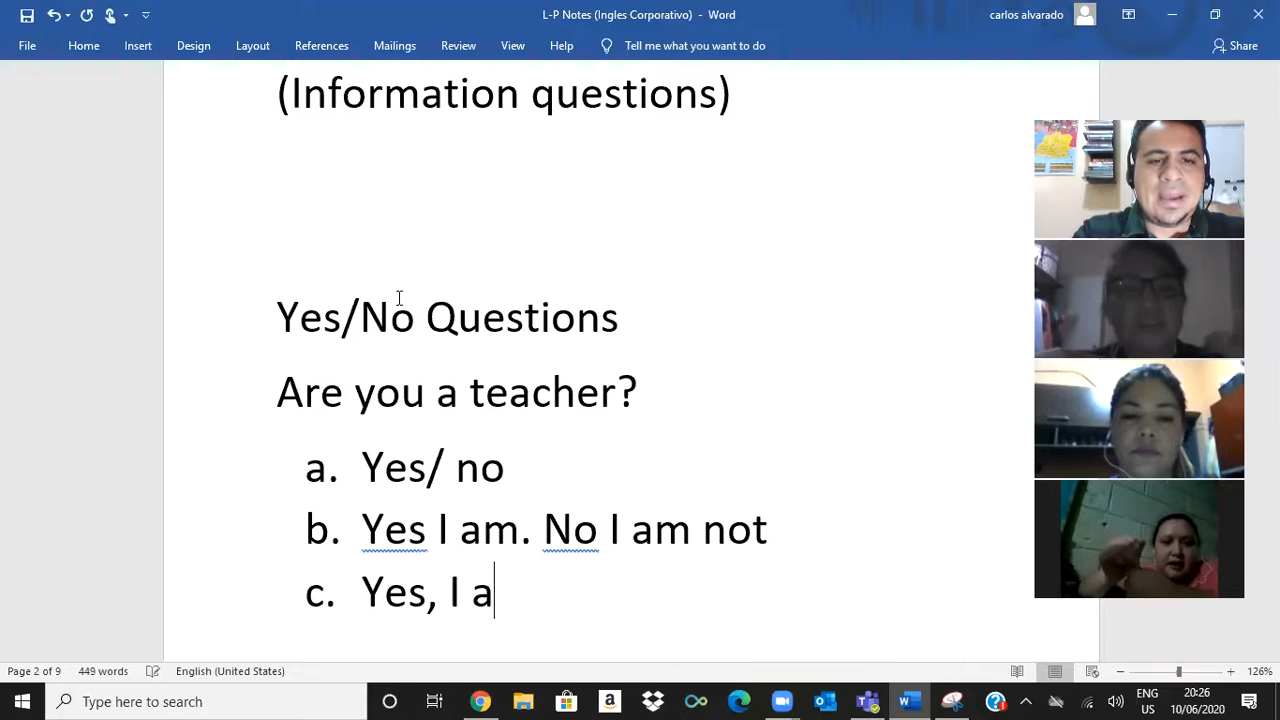 L-P Notes (Ingles Corporativo) - Word
carlos alvarado
File Home Insert Design Layout References Mailings Review View Help Tell me what you want to do Share
(Information questions)
Yes/No Questions
Are you a teacher?
a. Yes/ no
b. Yes I am. No I am not
c. Yes, I a
Page 2 of 9 449 words English (United States) 126%
Type here to search
ENG
US
20:26
10/06/2020